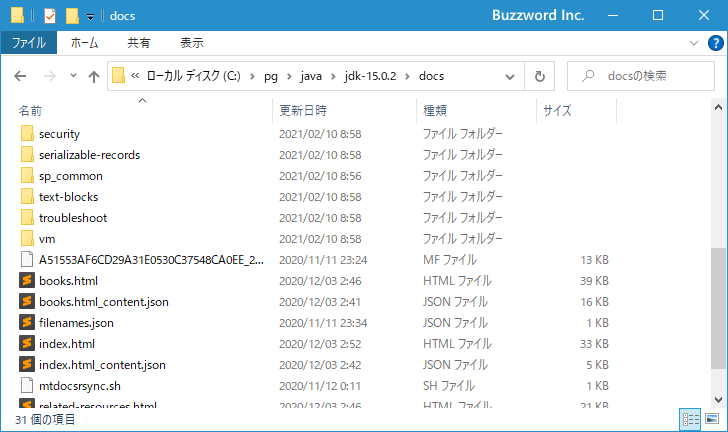 docs
Buzzword Inc.
ファイル ホーム 共有 表示
ローカル ディスク (C:) pg java jdk-15.0.2 docs docsの検索
名前 更新日時 種類 サイズ
security 2021/02/10 8:58 ファイル フォルダー
serializable-records 2021/02/10 8:58 ファイル フォルダー
sp_common 2021/02/10 8:56 ファイル フォルダー
text-blocks 2021/02/10 8:58 ファイル フォルダー
troubleshoot 2021/02/10 8:58 ファイル フォルダー
vm 2021/02/10 8:58 ファイル フォルダー
A51553AF6CD29A31E0530C37548CA0EE_2... 2020/11/11 23:24 MF ファイル 13 KB
books.html 2020/12/03 2:46 HTML ファイル 39 KB
books.html_content.json 2020/12/03 2:41 JSON ファイル 16 KB
filenames.json 2020/11/11 23:34 JSON ファイル 1 KB
index.html 2020/12/03 2:52 HTML ファイル 33 KB
index.html_content.json 2020/12/03 2:42 JSON ファイル 5 KB
mtdocsrsync.sh 2020/11/12 0:11 SH ファイル 1 KB
related-resources.html 2020/12/03 2:46 HTML ファイル 21 KB
31 個の項目